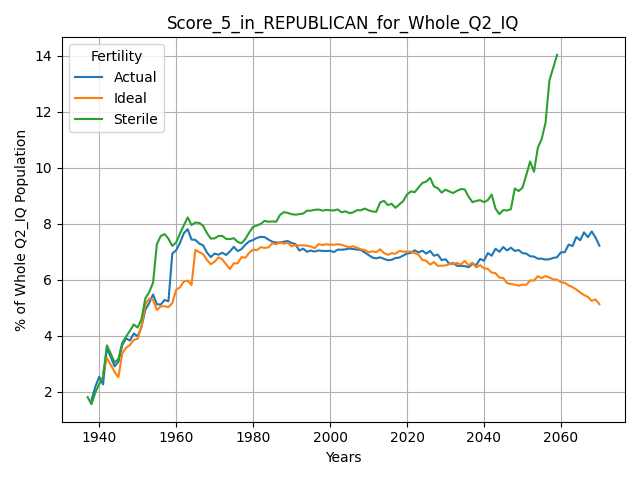 Score_5_in_REPUBLICAN_for_Whole_Q2_IQ
Fertility
Actual
Ideal
Sterile
% of Whole Q2_IQ Population
14
12
10
8
6
4
2
1940 1960 1980 2000 2020 2040 2060
Years